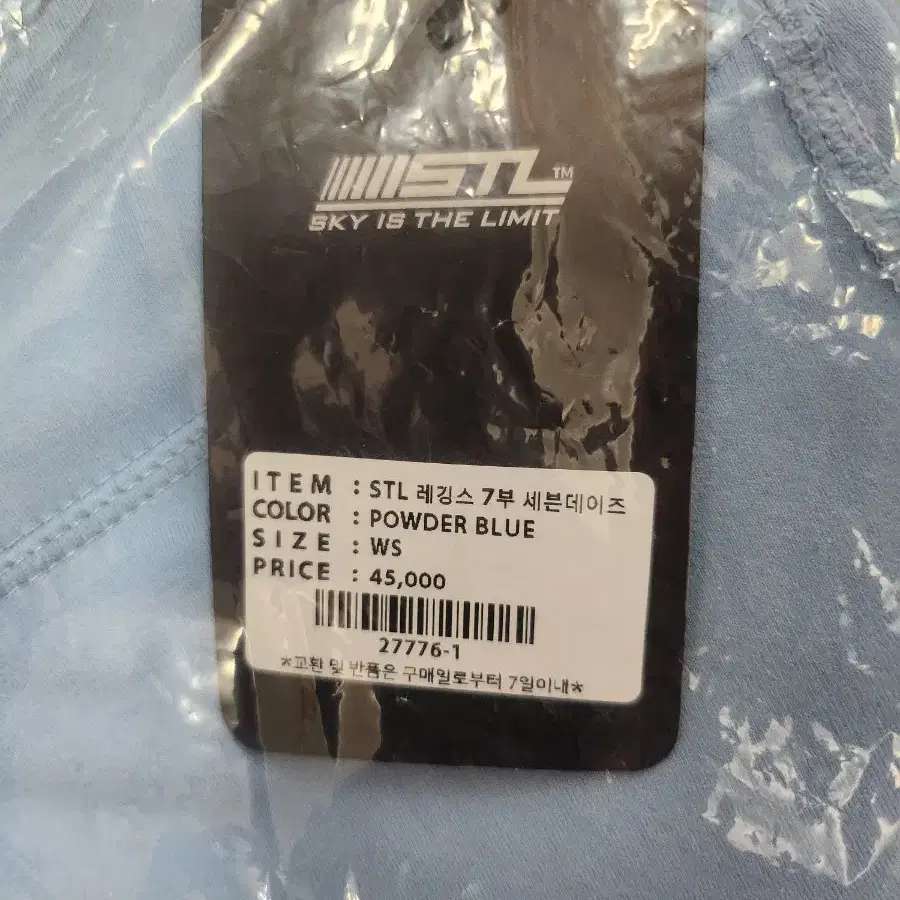 STL™
SKY IS THE LIMIT
ITEM : STL 레깅스 7부 세븐데이즈
COLOR : POWDER BLUE
SIZE : WS
PRICE : 45,000
27776-1
*교환 및 반품은 구매일로부터 7일이내*